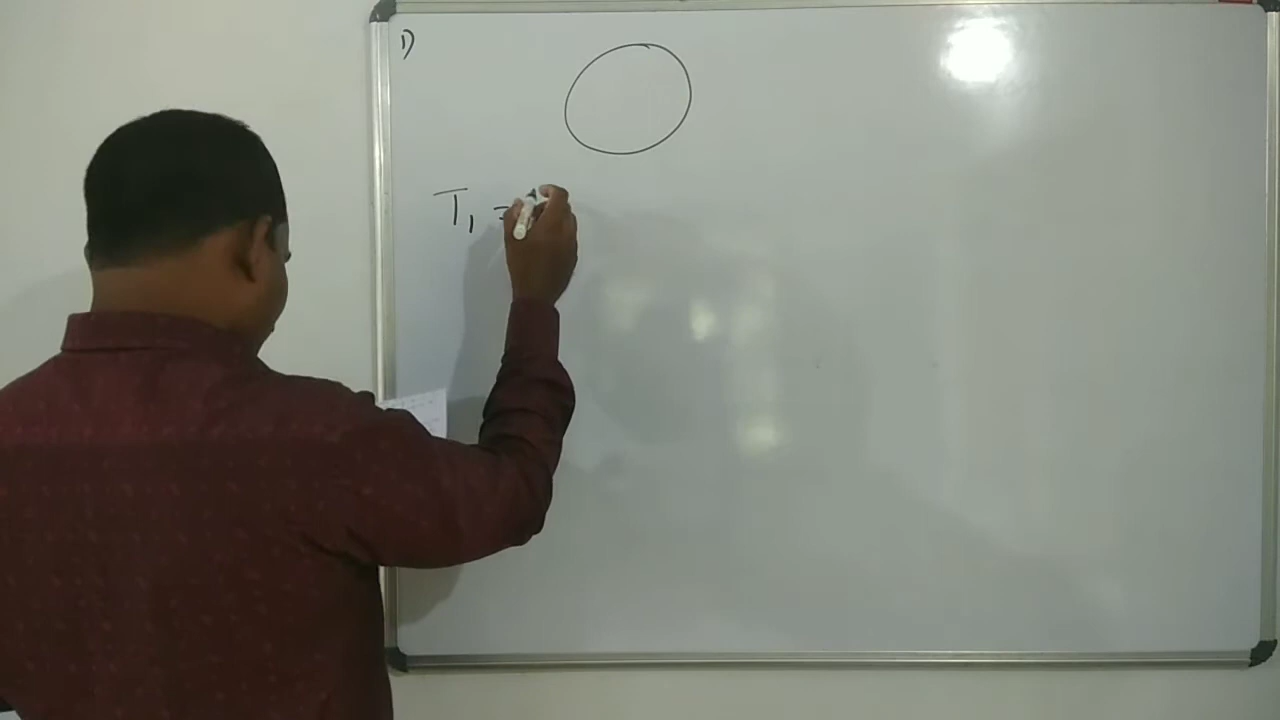 1)
T₁ =